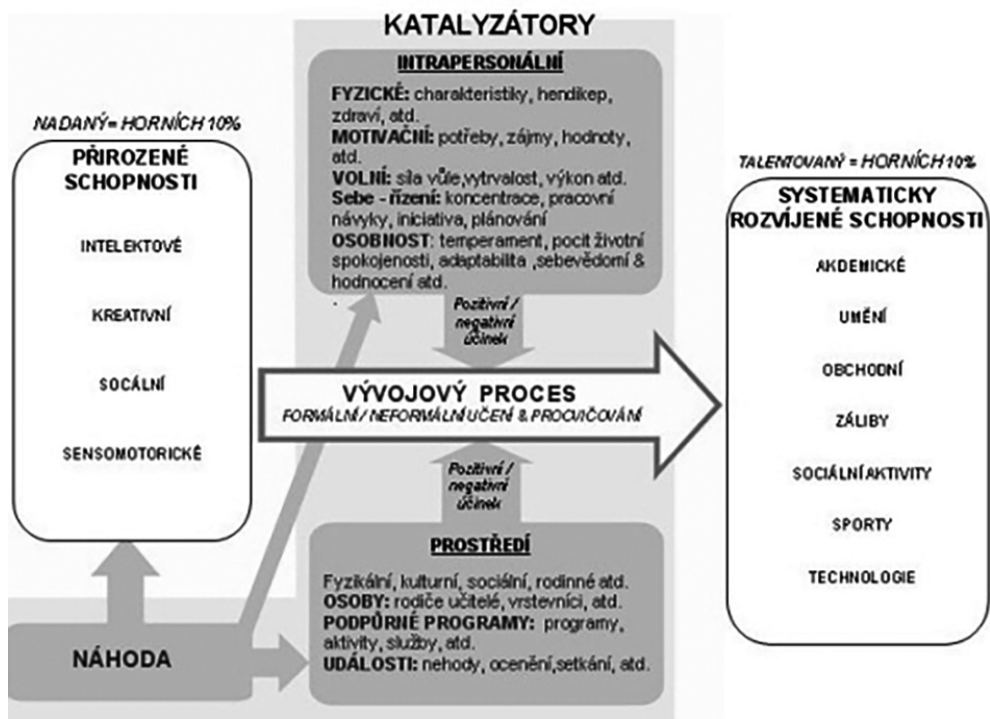 KATALYZÁTORY
INTRAPERSONÁLNÍ
FYZICKÉ: charakteristiky, hendikep,
zdraví, atd.
MOTIVAČNÍ: potřeby, zájmy, hodnoty,
atd.
VOLNÍ: síla vůle,vytrvalost, výkon atd.
Sebe - řízení: koncentrace, pracovní
návyky, iniciativa, plánování
OSOBNOST: temperament, pocit životní
spokojenosti, adaptabilita ,sebevědomí &
hodnocení atd.
NADANÝ= HORNÍCH 10%
PŘIROZENÉ
SCHOPNOSTI
INTELEKTOVÉ
KREATIVNÍ
SOCÁLNÍ
SENSOMOTORICKÉ
Pozitivní /
negativní
účinek
VÝVOJOVÝ PROCES
FORMÁLNÍ / NEFORMÁLNÍ UČENÍ & PROCVIČOVÁNÍ
Pozitivní /
negativní
účinek
PROSTŘEDÍ
Fyzikální, kulturní, sociální, rodinné atd.
OSOBY: rodiče učitelé, vrstevníci, atd.
PODPŮRNÉ PROGRAMY: programy,
aktivity, služby, atd.
UDÁLOSTI: nehody, ocenění,setkání, atd.
NÁHODA
TALENTOVANÝ = HORNÍCH 10%
SYSTEMATICKY
ROZVÍJENÉ SCHOPNOSTI
AKDEMICKÉ
UMĚNÍ
OBCHODNÍ
ZÁLIBY
SOCIÁLNÍ AKTIVITY
SPORTY
TECHNOLOGIE